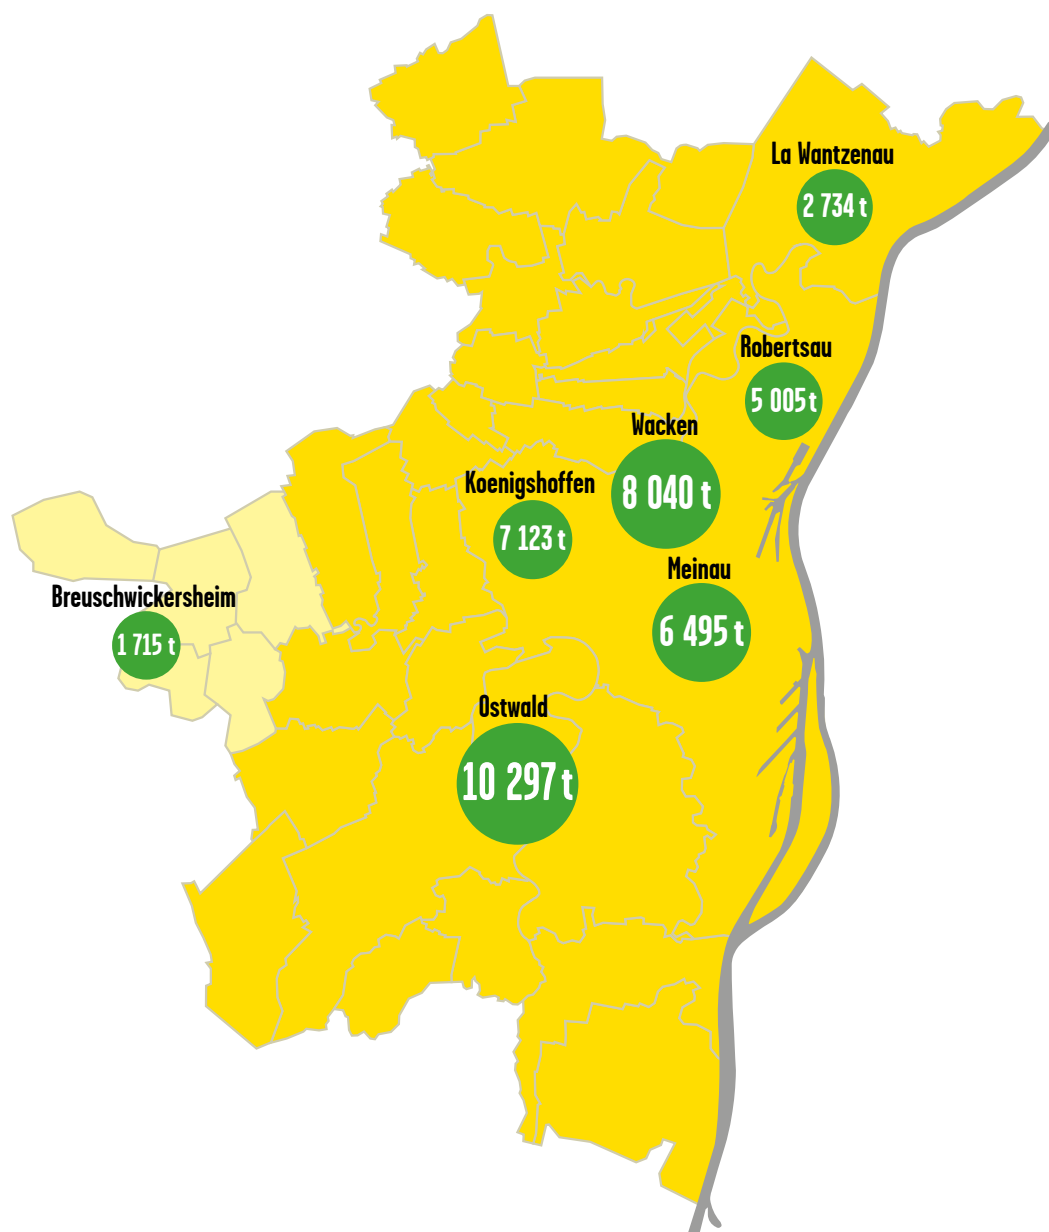 La Wantzenau
2 734 t
Robertsau
5 005 t
Wacken
8 040 t
Koenigshoffen
7 123 t
Meinau
6 495 t
Breuschwickersheim
1 715 t
Ostwald
10 297 t